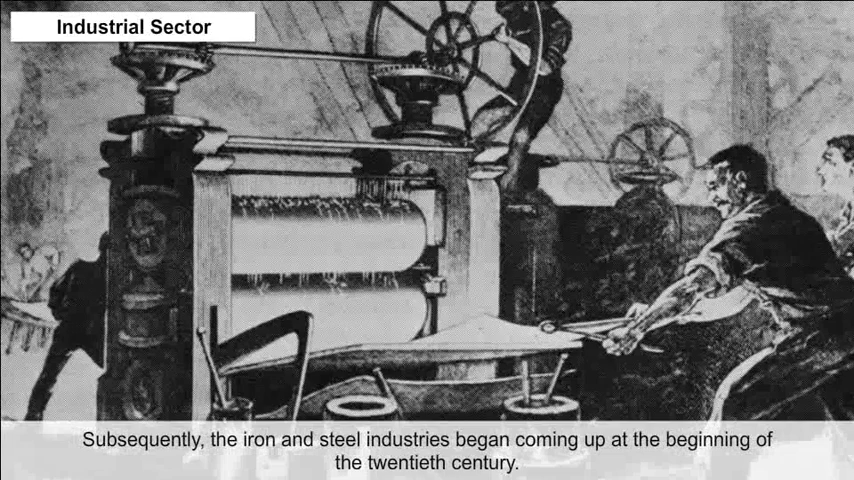 Industrial Sector
Subsequently, the iron and steel industries began coming up at the beginning of
the twentieth century.